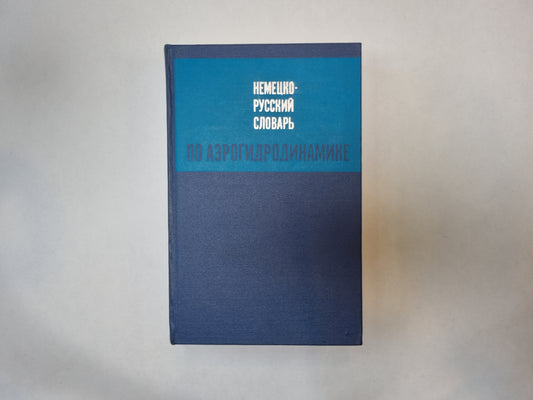 НЕМЕЦКО-
РУССКИЙ
СЛОВАРЬ
ПО АЭРОГИДРОДИНАМИКЕ